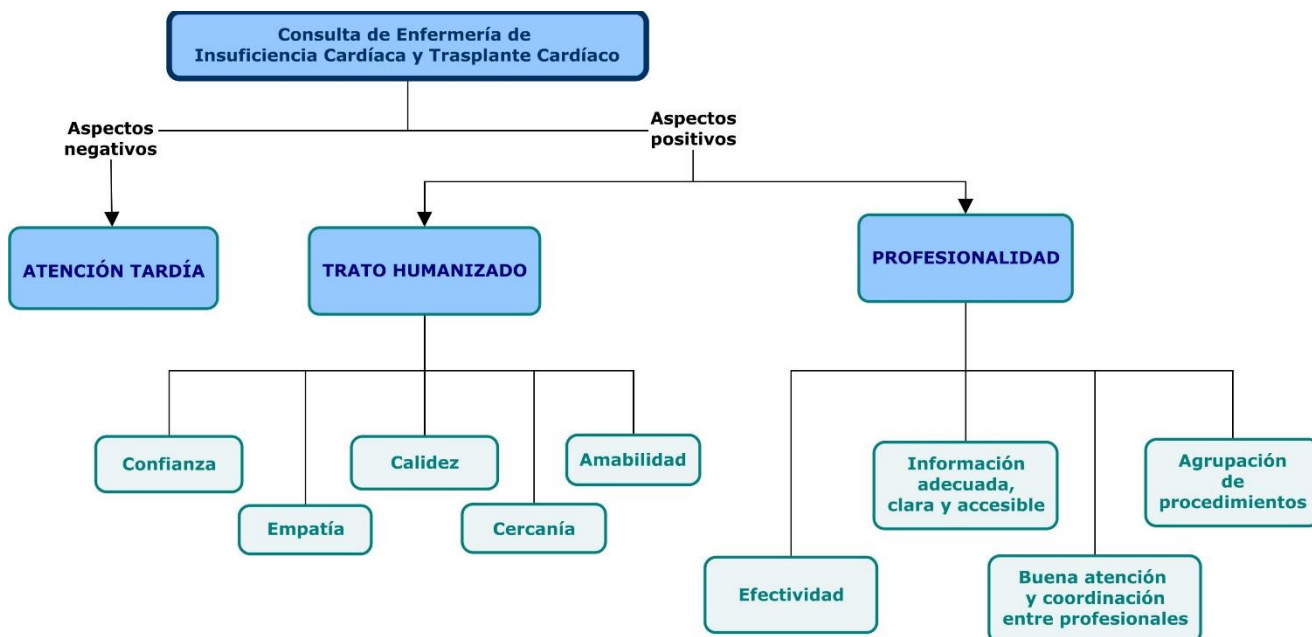 Consulta de Enfermería de
Insuficiencia Cardíaca y Trasplante Cardíaco
Aspectos
negativos
Aspectos
positivos
ATENCIÓN TARDÍA
TRATO HUMANIZADO
PROFESIONALIDAD
Confianza
Empatía
Calidez
Cercanía
Amabilidad
Efectividad
Información
adecuada,
clara y accesible
Buena atención
y coordinación
entre profesionales
Agrupación
de
procedimientos